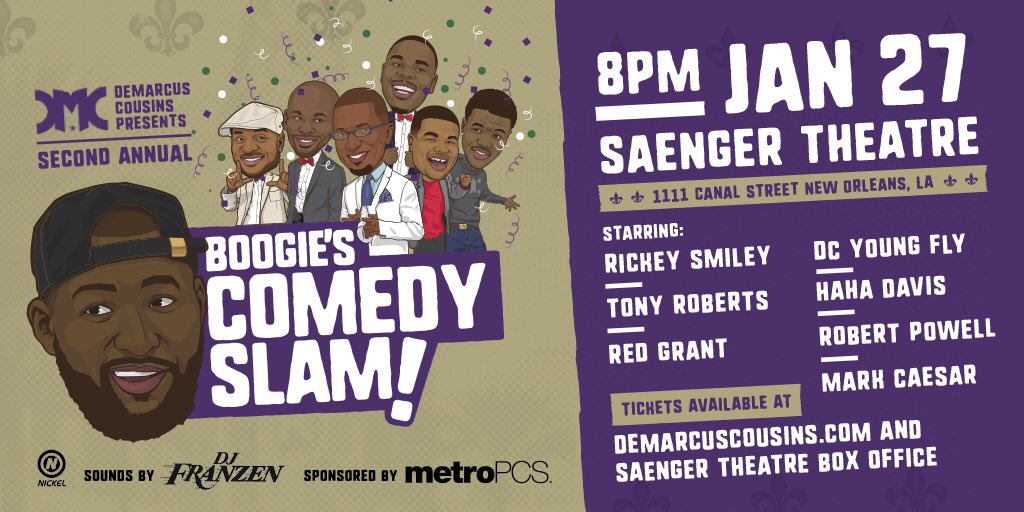 DMC
DEMARCUS
COUSINS
PRESENTS
SECOND ANNUAL
BOOGIE'S
COMEDY
SLAM!
N
NICKEL
SOUNDS BY DJ FRANZEN
SPONSORED BY metroPCS.
8PM JAN 27
SAENGER THEATRE
1111 CANAL STREET NEW ORLEANS, LA
STARRING:
RICKEY SMILEY
TONY ROBERTS
RED GRANT
DC YOUNG FLY
HAHA DAVIS
ROBERT POWELL
MARK CAESAR
TICKETS AVAILABLE AT
DEMARCUSCOUSINS.COM AND
SAENGER THEATRE BOX OFFICE